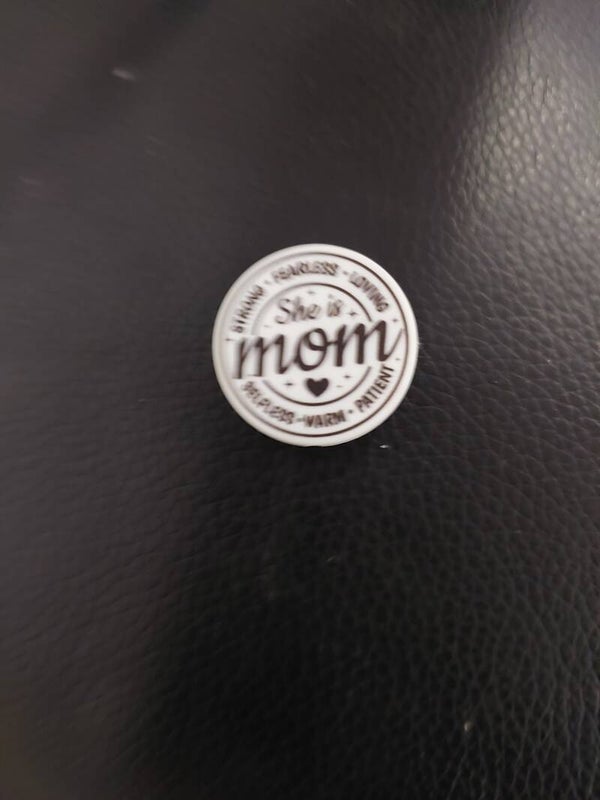 STRONG • FEARLESS • LOVING
She is
mom
SELFLESS • WARM • PATIENT